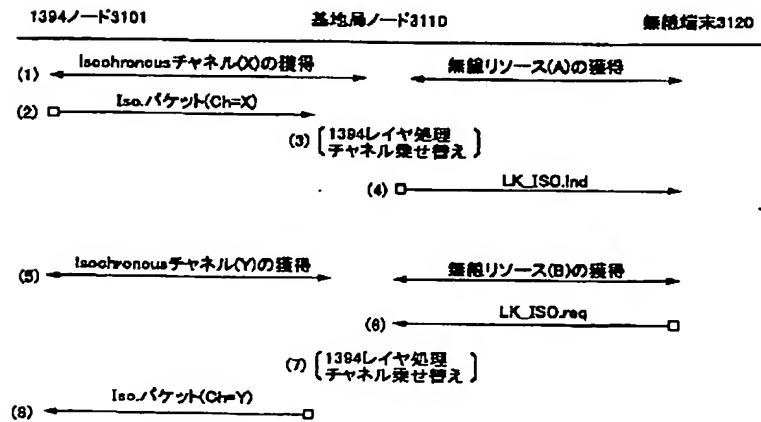 1394ノード3101 基地局ノード3110 無線端末3120
(1) Isochronousチャネル(X)の獲得 無線リソース(A)の獲得
(2) Iso.パケット(Ch=X)
(3) 1394レイヤ処理
チャネル乗せ替え
(4) LK_ISO.ind
(5) Isochronousチャネル(Y)の獲得 無線リソース(B)の獲得
(6) LK_ISO.req
(7) 1394レイヤ処理
チャネル乗せ替え
(8) Iso.パケット(Ch=Y)